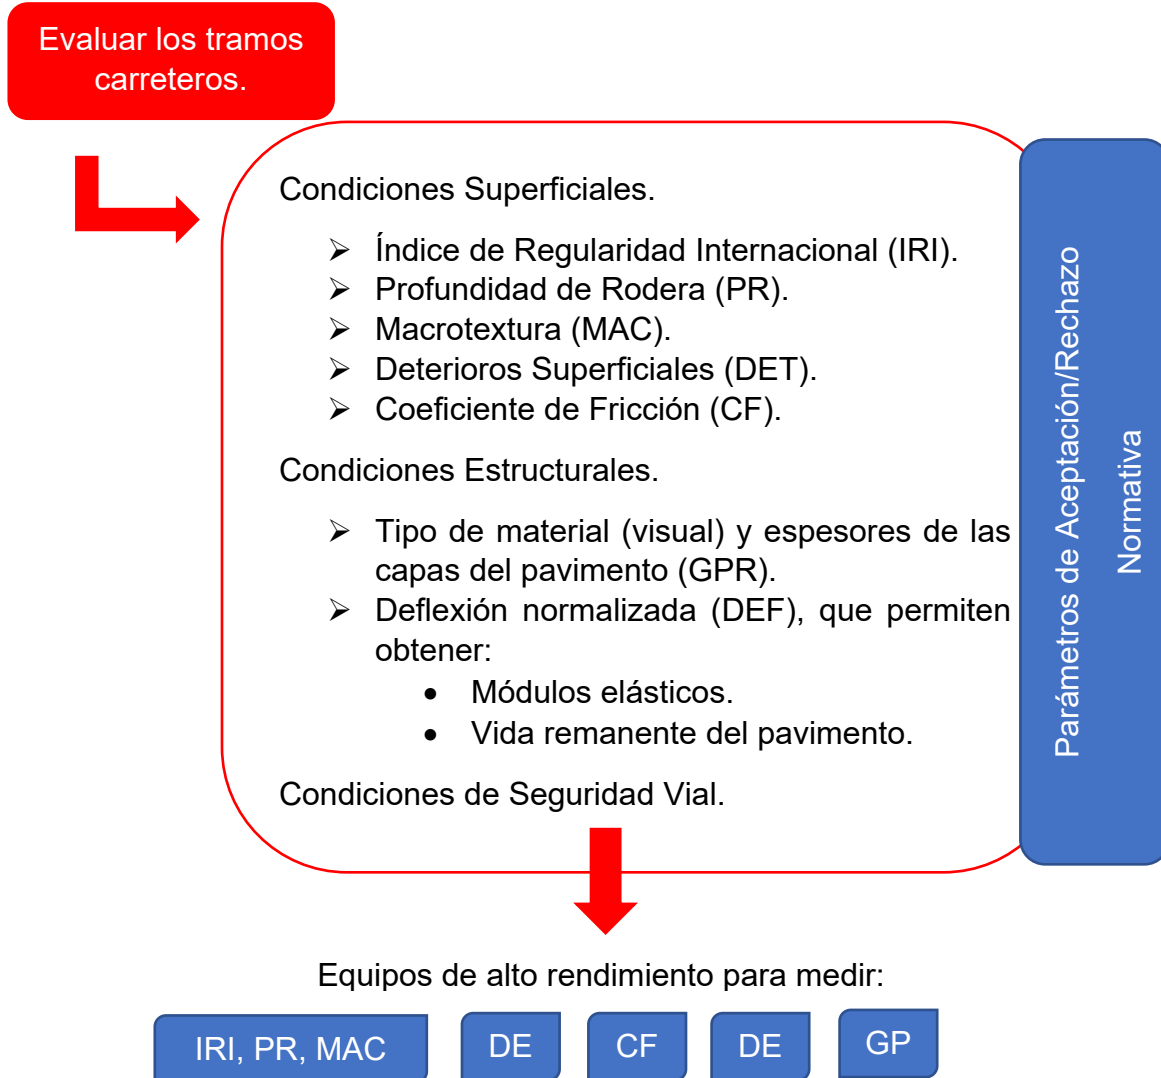 Evaluar los tramos
carreteros.
Condiciones Superficiales.
➢ Índice de Regularidad Internacional (IRI).
➢ Profundidad de Rodera (PR).
➢ Macrotextura (MAC).
➢ Deterioros Superficiales (DET).
➢ Coeficiente de Fricción (CF).
Condiciones Estructurales.
➢ Tipo de material (visual) y espesores de las
capas del pavimento (GPR).
➢ Deflexión normalizada (DEF), que permiten
obtener:
• Módulos elásticos.
• Vida remanente del pavimento.
Condiciones de Seguridad Vial.
Parámetros de Aceptación/Rechazo
Normativa
Equipos de alto rendimiento para medir:
IRI, PR, MAC
DE
CF
DE
GP